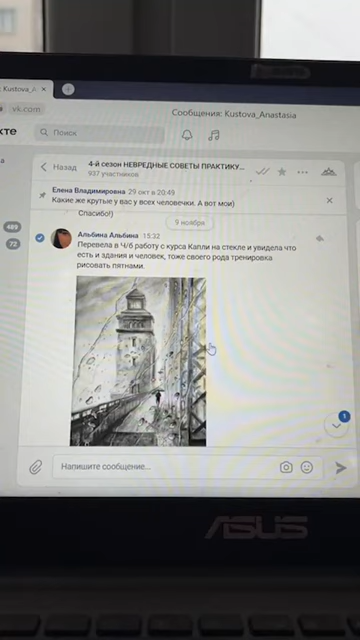 Kustova_A
vk.com
Сообщения: Kustova_Anastasia
кте
Поиск
Назад
4-й сезон НЕВРЕДНЫЕ СОВЕТЫ ПРАКТИКУ...
937 участников
Елена Владимировна 29 окт в 20:49
Какие же крутые у вас у всех человечки. А вот мои)
Спасибо!)
9 ноября
489
72
Альбина Альбина 15:22
Перевела в Ч/б работу с курса Капли на стекле и увидела что
есть и здания и человек, тоже своего рода тренировка
рисовать пятнами.
1
Напишите сообщение...
ASUS